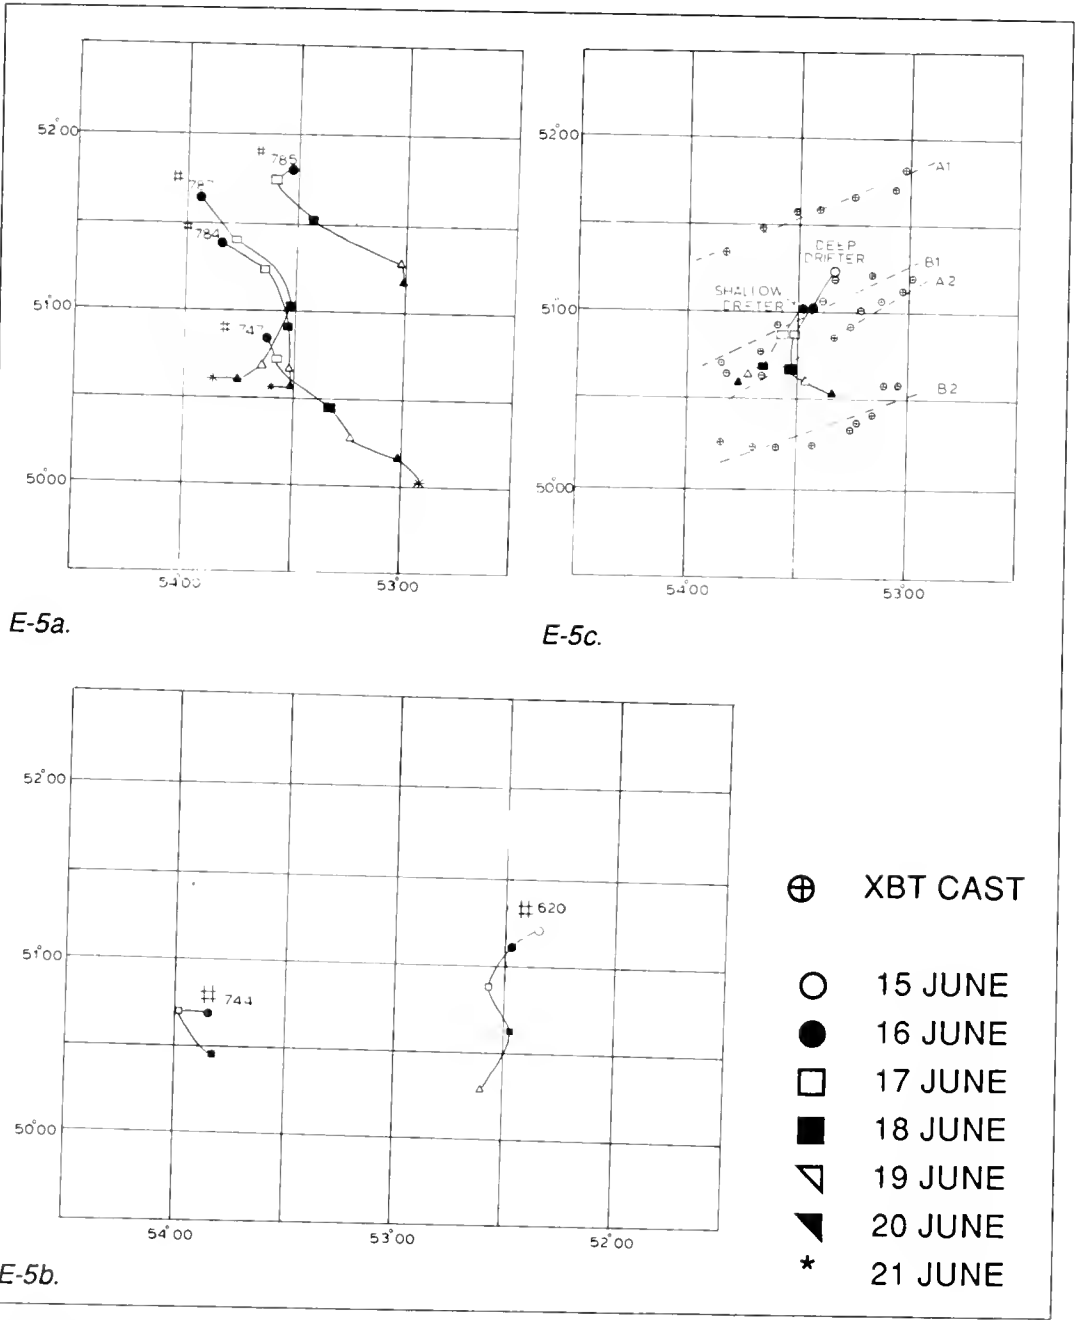 52°00
# 785
# 787
# 784
51°00
# 747
50°00
54°00 53°00
E-5a.
52°00
A1
DEEP
DRIFTER
B1
A2
SHALLOW
DRIFTER
51°00
B2
50°00
54°00 53°00
E-5c.
52°00
# 620
51°00
# 744
50°00
54°00 53°00 52°00
E-5b.
XBT CAST
15 JUNE
16 JUNE
17 JUNE
18 JUNE
19 JUNE
20 JUNE
* 21 JUNE